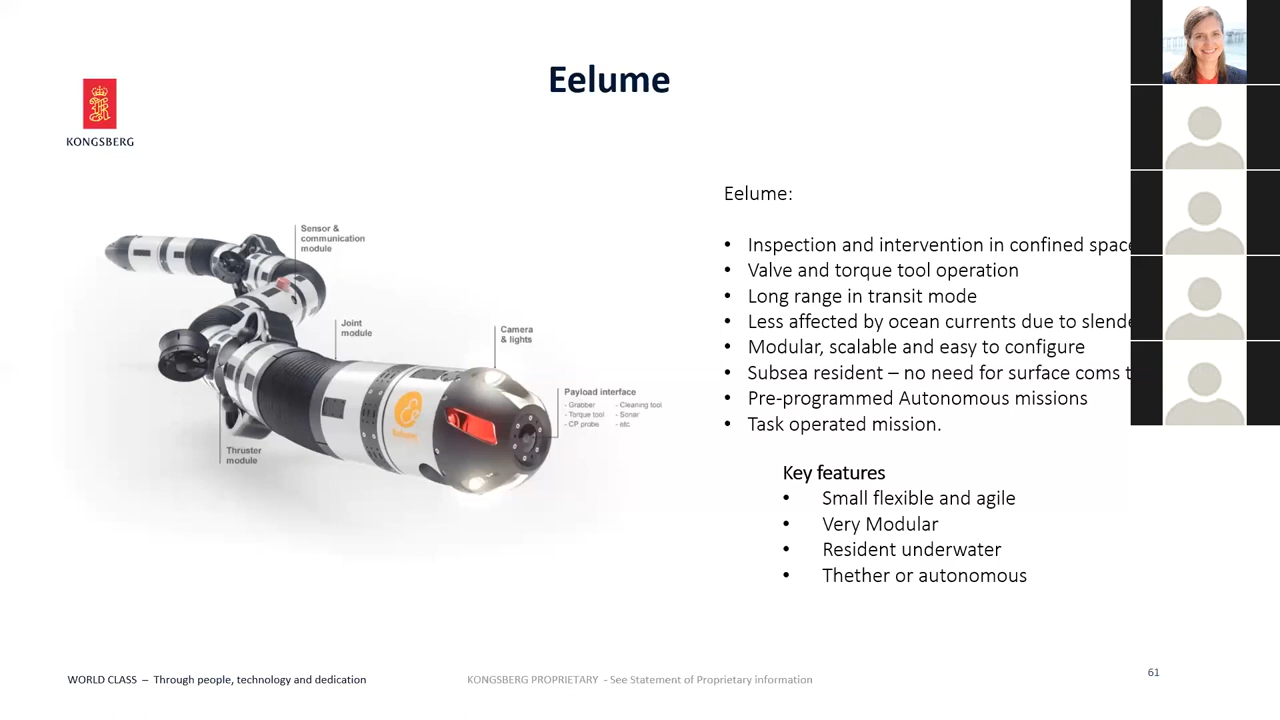 Eelume
KONGSBERG
Eelume:
• Inspection and intervention in confined space
• Valve and torque tool operation
• Long range in transit mode
• Less affected by ocean currents due to slende
• Modular, scalable and easy to configure
• Subsea resident – no need for surface coms t
• Pre-programmed Autonomous missions
• Task operated mission.
Key features
• Small flexible and agile
• Very Modular
• Resident underwater
• Thether or autonomous
Sensor &
communication
module
Joint
module
Camera
& lights
Payload interface
- Grabber - Cleaning tool
- Torque tool - Sonar
- CP probe - etc.
Thruster
module
Eelume
WORLD CLASS – Through people, technology and dedication
KONGSBERG PROPRIETARY - See Statement of Proprietary information
61